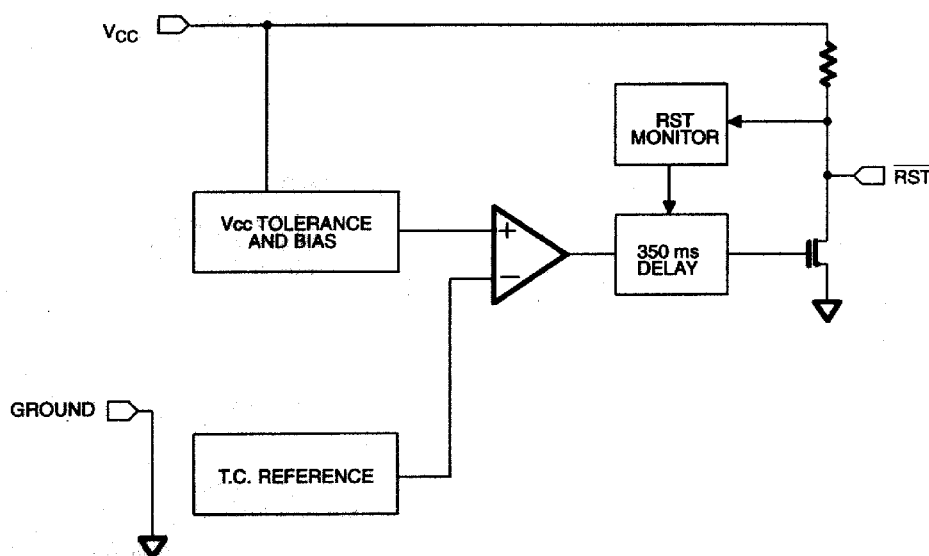 VCC
RST
MONITOR
RST
Vcc TOLERANCE
AND BIAS
+
350 ms
DELAY
−
GROUND
T.C. REFERENCE